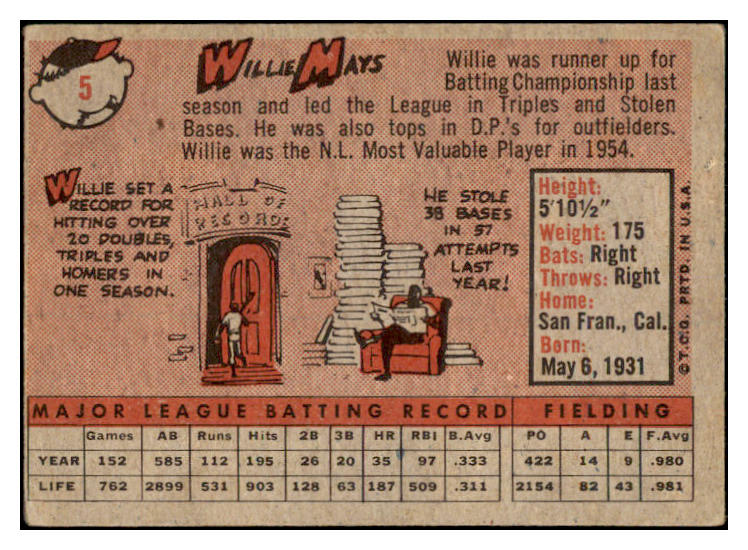 5
WILLIE MAYS
Willie was runner up for
Batting Championship last
season and led the League in Triples and Stolen
Bases. He was also tops in D.P.'s for outfielders.
Willie was the N.L. Most Valuable Player in 1954.
WILLIE SET A
RECORD FOR
HITTING OVER
20 DOUBLES,
TRIPLES AND
HOMERS IN
ONE SEASON.
HALL OF
RECORDS
HE STOLE
38 BASES
IN 57
ATTEMPTS
LAST
YEAR!
Height:
5'10½"
Weight: 175
Bats: Right
Throws: Right
Home:
San Fran., Cal.
Born:
May 6, 1931
© T.C.G. PRTD. IN U.S.A.
MAJOR LEAGUE BATTING RECORD FIELDING
Games AB Runs Hits 2B 3B HR RBI B.Avg PO A E F.Avg
YEAR 152 585 112 195 26 20 35 97 .333 422 14 9 .980
LIFE 762 2899 531 903 128 63 187 509 .311 2154 82 43 .981